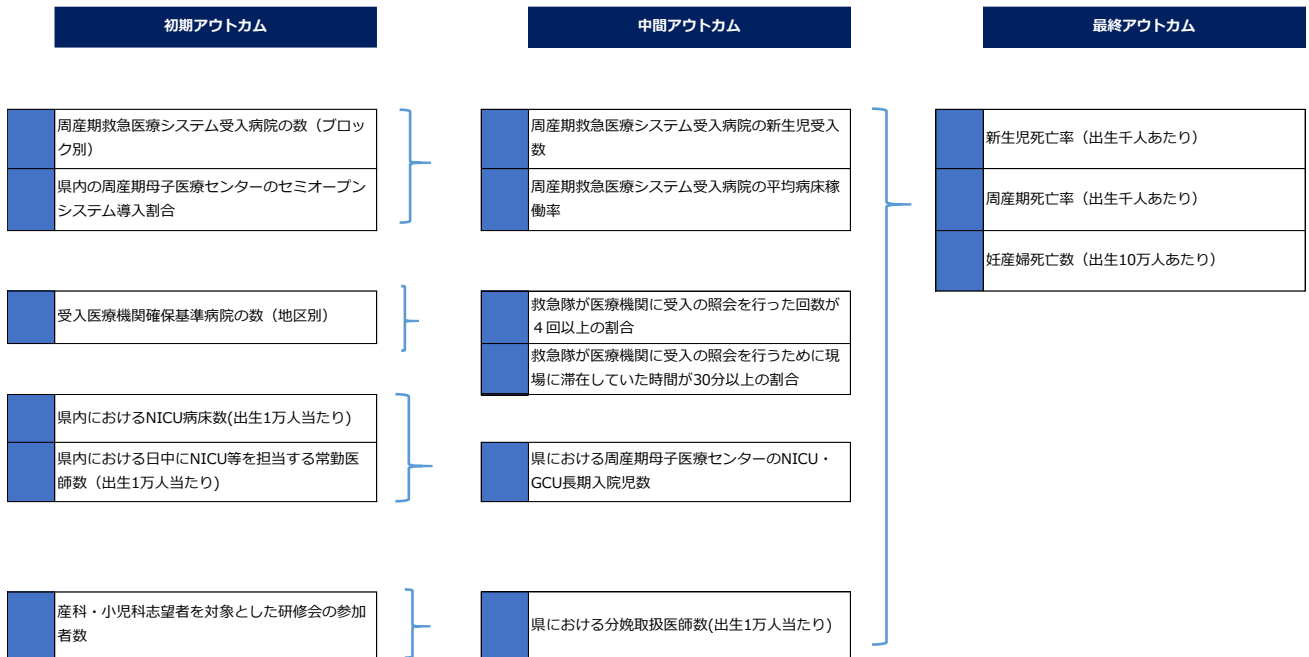 初期アウトカム
中間アウトカム
最終アウトカム
周産期救急医療システム受入病院の数（ブロッ
ク別）
県内の周産期母子医療センターのセミオープン
システム導入割合
周産期救急医療システム受入病院の新生児受入
数
周産期救急医療システム受入病院の平均病床稼
働率
新生児死亡率（出生千人あたり）
周産期死亡率（出生千人あたり）
妊産婦死亡数（出生10万人あたり）
受入医療機関確保基準病院の数（地区別）
救急隊が医療機関に受入の照会を行った回数が
４回以上の割合
救急隊が医療機関に受入の照会を行うために現
場に滞在していた時間が30分以上の割合
県内におけるNICU病床数(出生1万人当たり)
県内における日中にNICU等を担当する常勤医
師数（出生1万人当たり)
県における周産期母子医療センターのNICU・
GCU長期入院児数
産科・小児科志望者を対象とした研修会の参加
者数
県における分娩取扱医師数(出生1万人当たり)